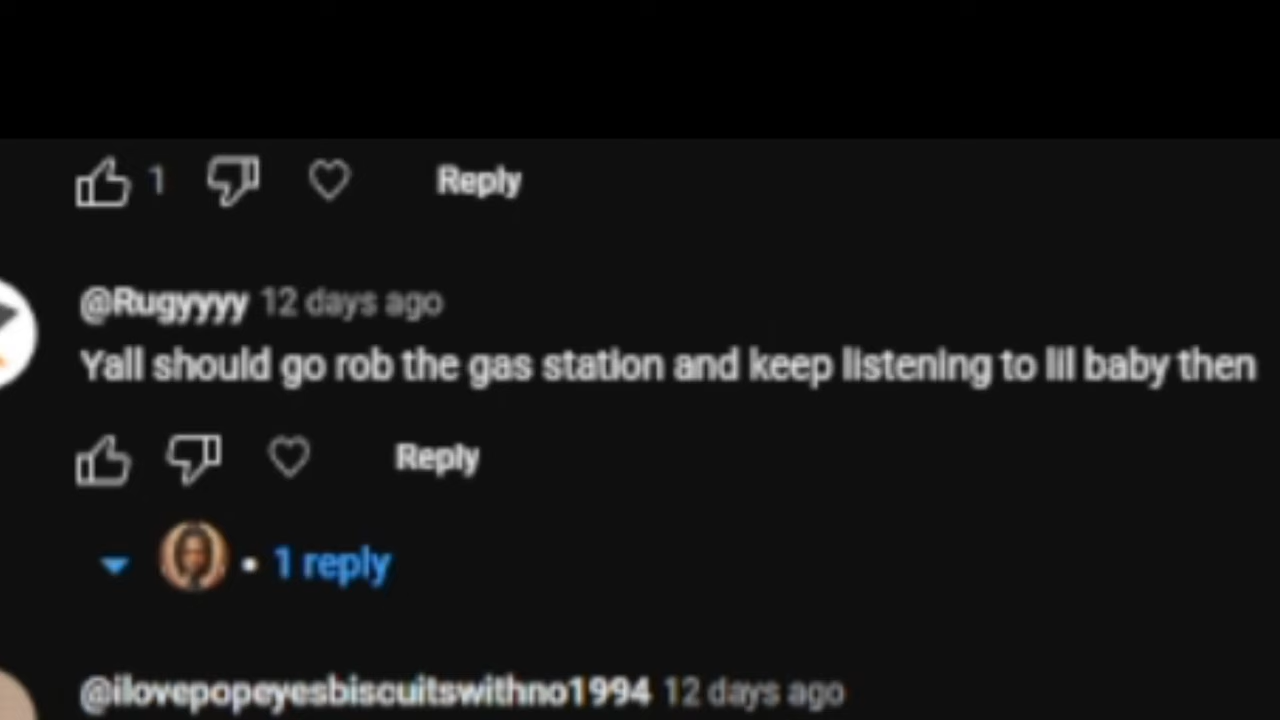 1 Reply
@Rugyyyy 12 days ago
Yall should go rob the gas station and keep listening to lil baby then
Reply
• 1 reply
@ilovepopeyesbiscuitswithno1994 12 days ago